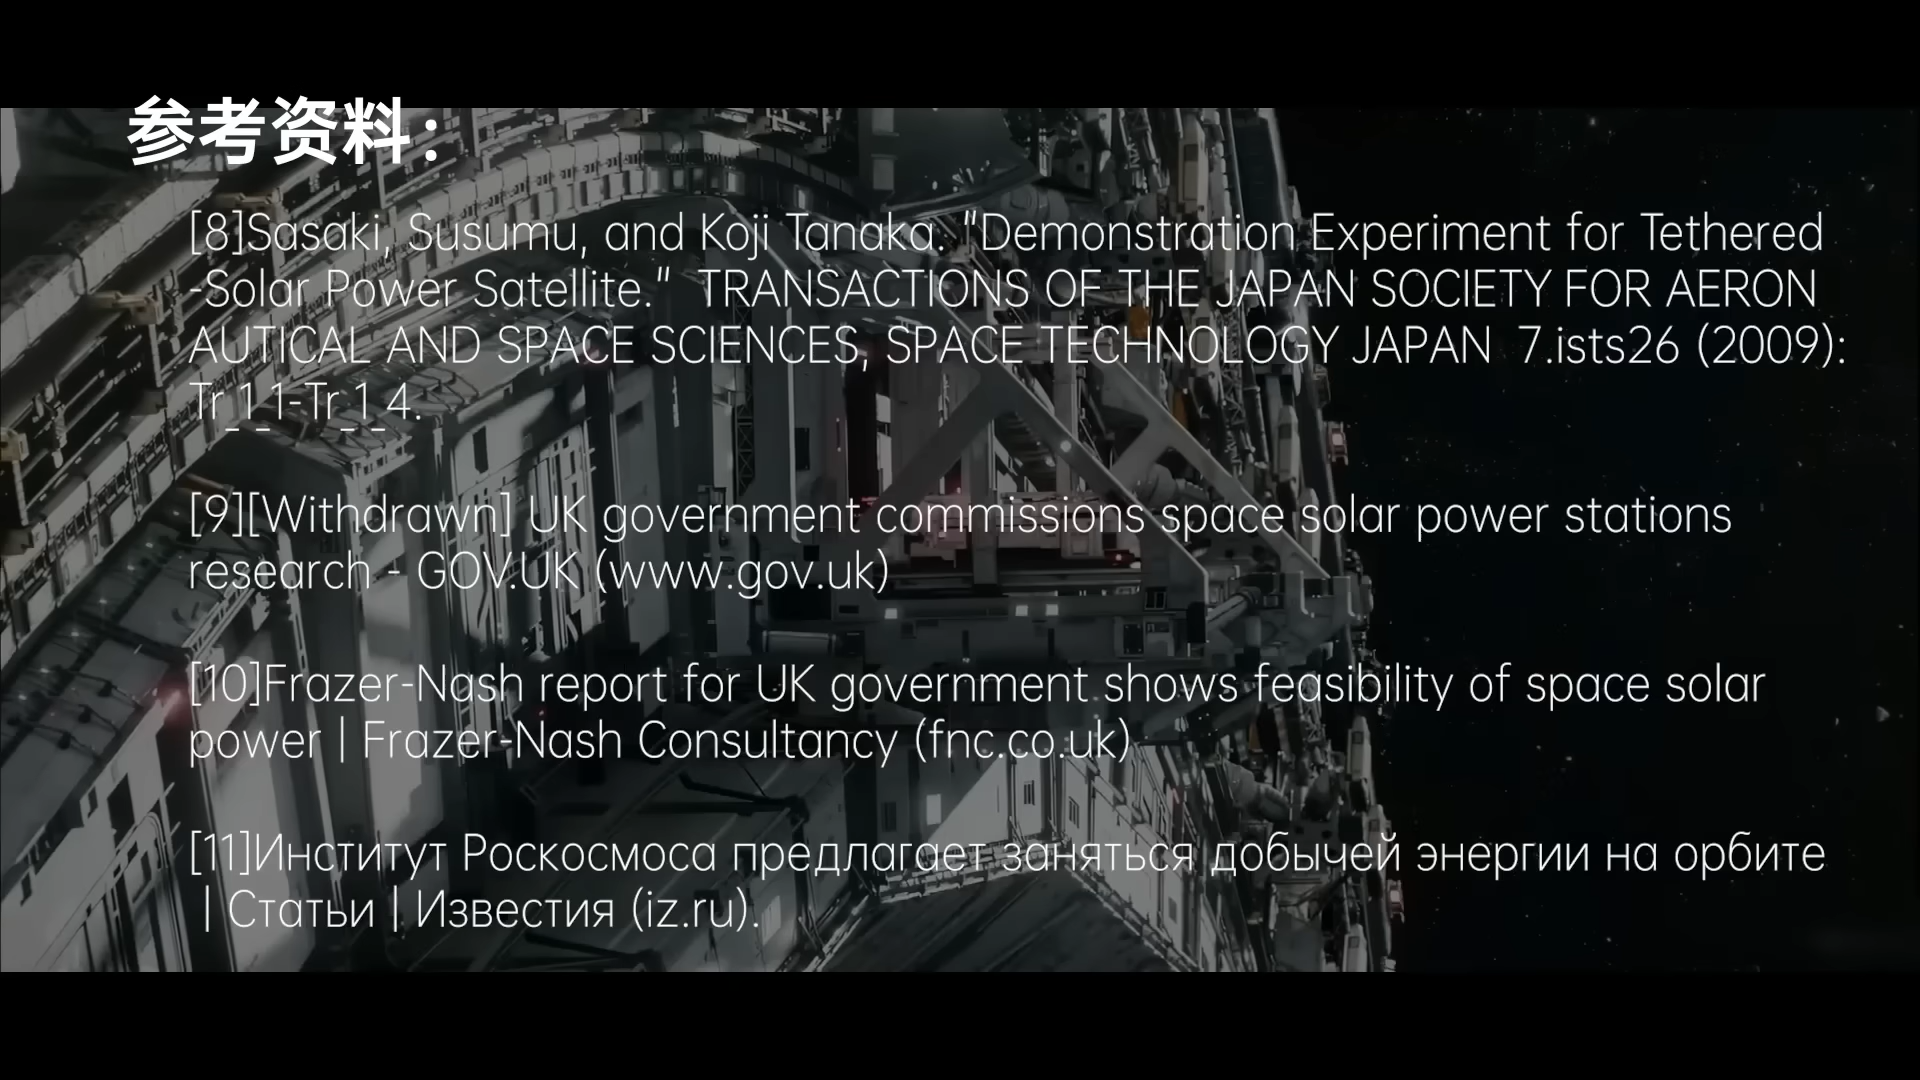 参考资料：
[8]Sasaki, Susumu, and Koji Tanaka. "Demonstration Experiment for Tethered
-Solar Power Satellite." TRANSACTIONS OF THE JAPAN SOCIETY FOR AERON
AUTICAL AND SPACE SCIENCES, SPACE TECHNOLOGY JAPAN 7.ists26 (2009):
Tr_1_1-Tr_1_4.
[9][Withdrawn] UK government commissions space solar power stations
research - GOV.UK (www.gov.uk)
[10]Frazer-Nash report for UK government shows feasibility of space solar
power | Frazer-Nash Consultancy (fnc.co.uk)
[11]Институт Роскосмоса предлагает заняться добычей энергии на орбите
| Статьи | Известия (iz.ru).